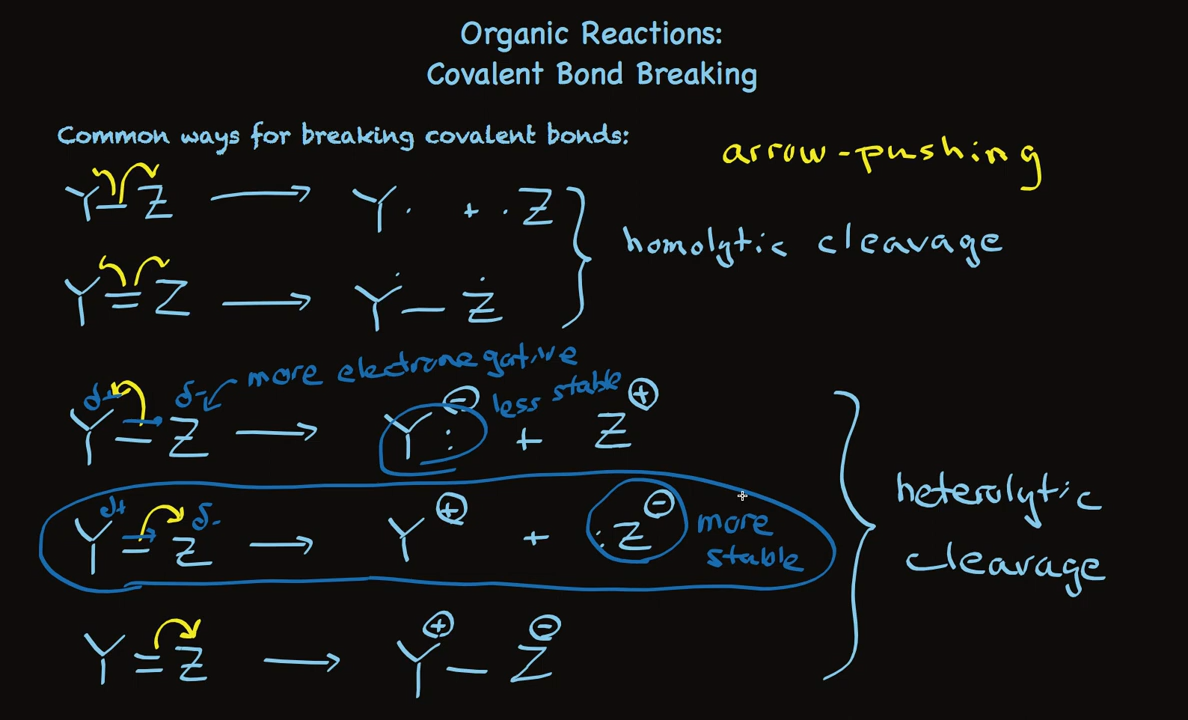 Organic Reactions:
Covalent Bond Breaking
Common ways for breaking covalent bonds:
arrow-pushing
Y–Z ⟶ Y· + ·Z
homolytic cleavage
Y=Z ⟶ Ẏ–Ż
more electronegative
δ+ δ-
less stable
Y–Z ⟶ Y:⊖ + Z⊕
heterolytic
cleavage
δ+ δ-
Y–Z ⟶ Y⊕ + :Z⊖
more
stable
Y=Z ⟶ Y⊕–Z⊖